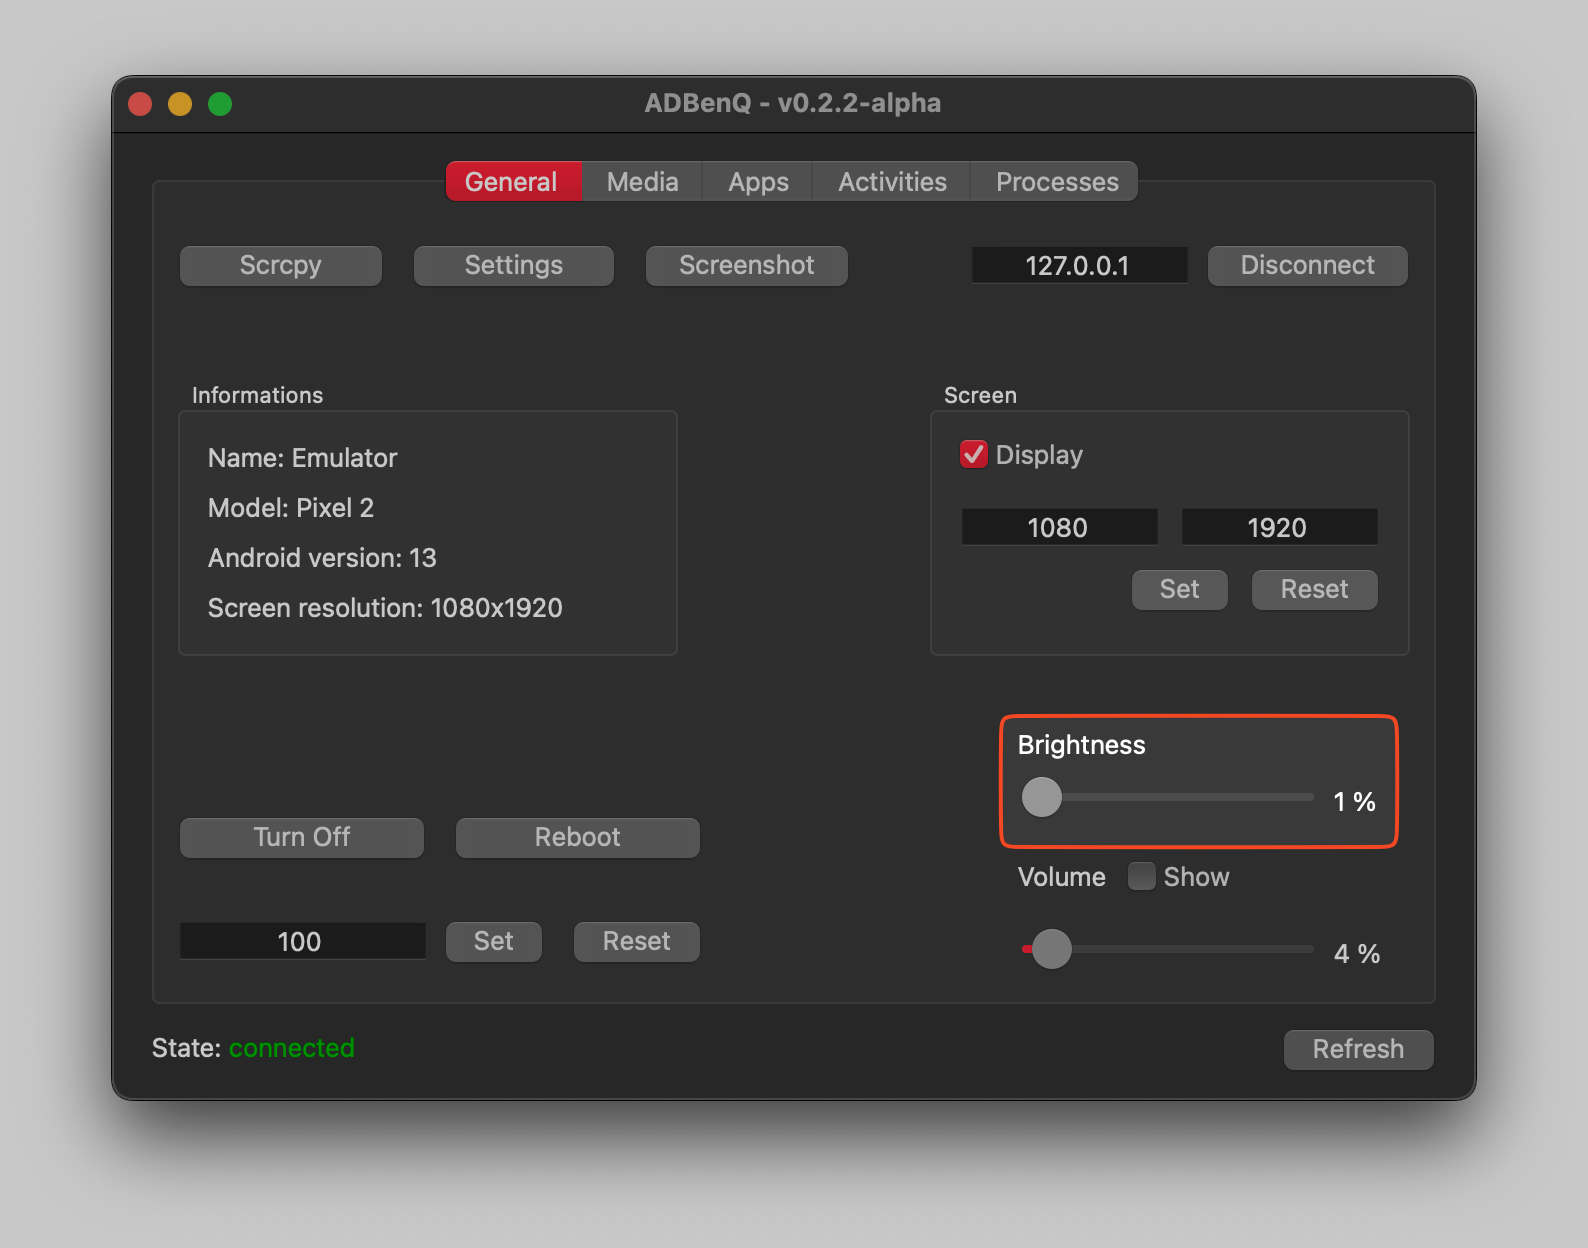 ADBenQ - v0.2.2-alpha
General Media Apps Activities Processes
Scrcpy Settings Screenshot 127.0.0.1 Disconnect
Informations
Name: Emulator
Model: Pixel 2
Android version: 13
Screen resolution: 1080x1920
Screen
Display
1080 1920
Set Reset
Brightness
1 %
Turn Off Reboot
Volume Show
100 Set Reset
4 %
State: connected
Refresh